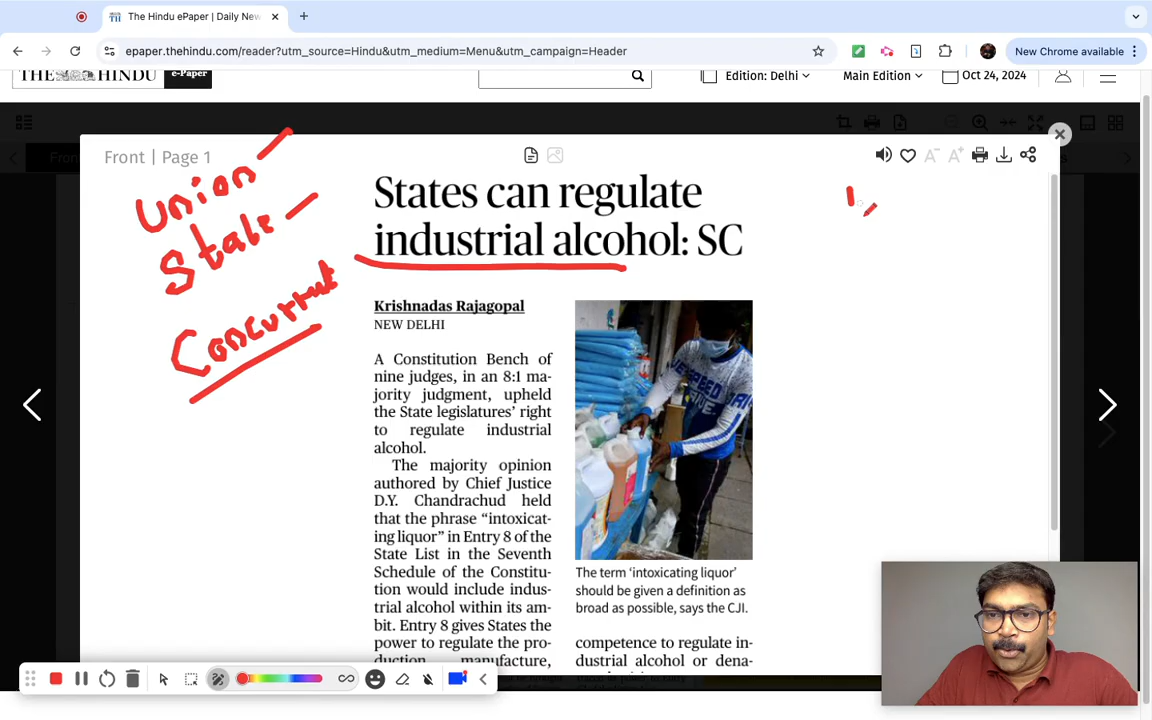 The Hindu ePaper | Daily New
epaper.thehindu.com/reader?utm_source=Hindu&utm_medium=Menu&utm_campaign=Header
New Chrome available
THE HINDU
e-Paper
Edition: Delhi
Main Edition
Oct 24, 2024
Front | Page 1
A-
A+
Union
State
Concurrent
States can regulate
industrial alcohol: SC
Krishnadas Rajagopal
NEW DELHI
A Constitution Bench of
nine judges, in an 8:1 ma-
jority judgment, upheld
the State legislatures' right
to regulate industrial
alcohol.
The majority opinion
authored by Chief Justice
D.Y. Chandrachud held
that the phrase "intoxicat-
ing liquor" in Entry 8 of the
State List in the Seventh
Schedule of the Constitu-
tion would include indus-
trial alcohol within its am-
bit. Entry 8 gives States the
power to regulate the pro-
duction, manufacture,
The term 'intoxicating liquor'
should be given a definition as
broad as possible, says the CJI.
competence to regulate in-
dustrial alcohol or dena-